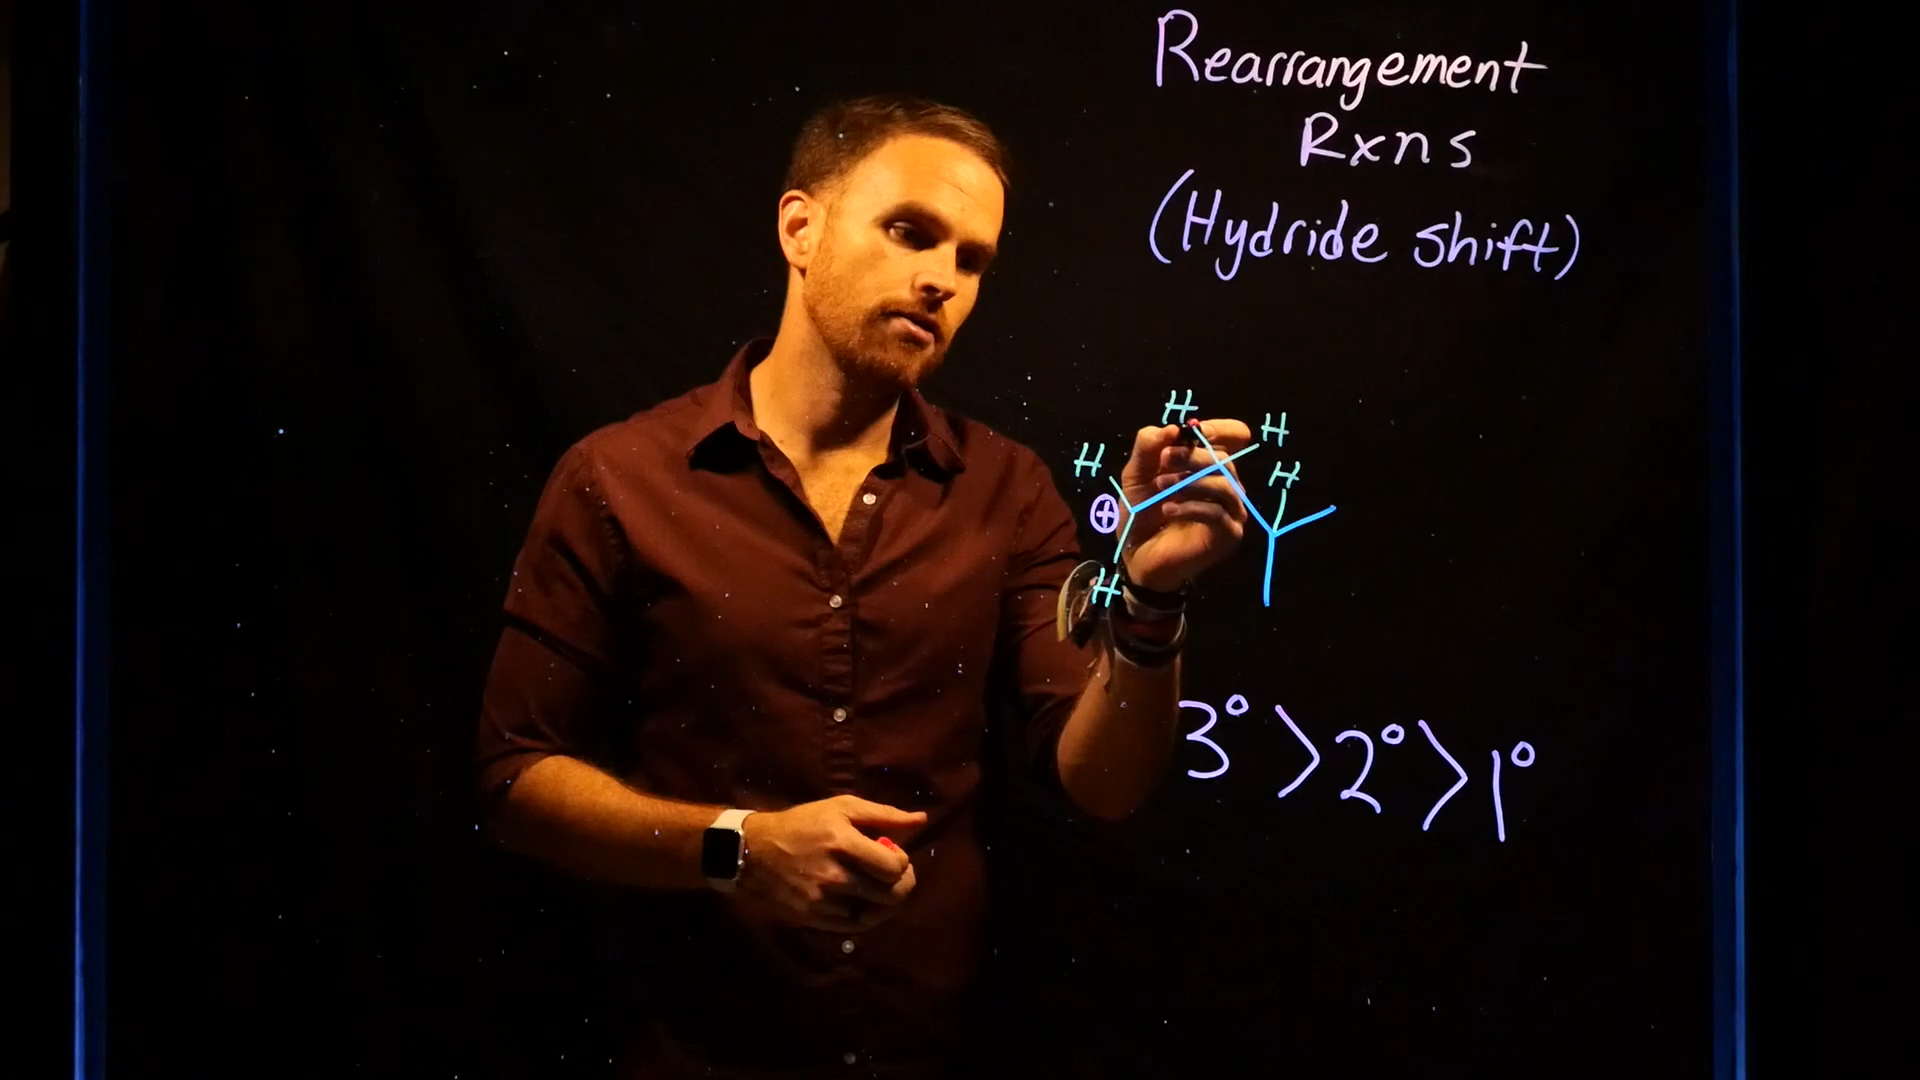 Rearrangement
Rxns
(Hydride shift)
H
H
H
H
⊕
H
3° > 2° > 1°